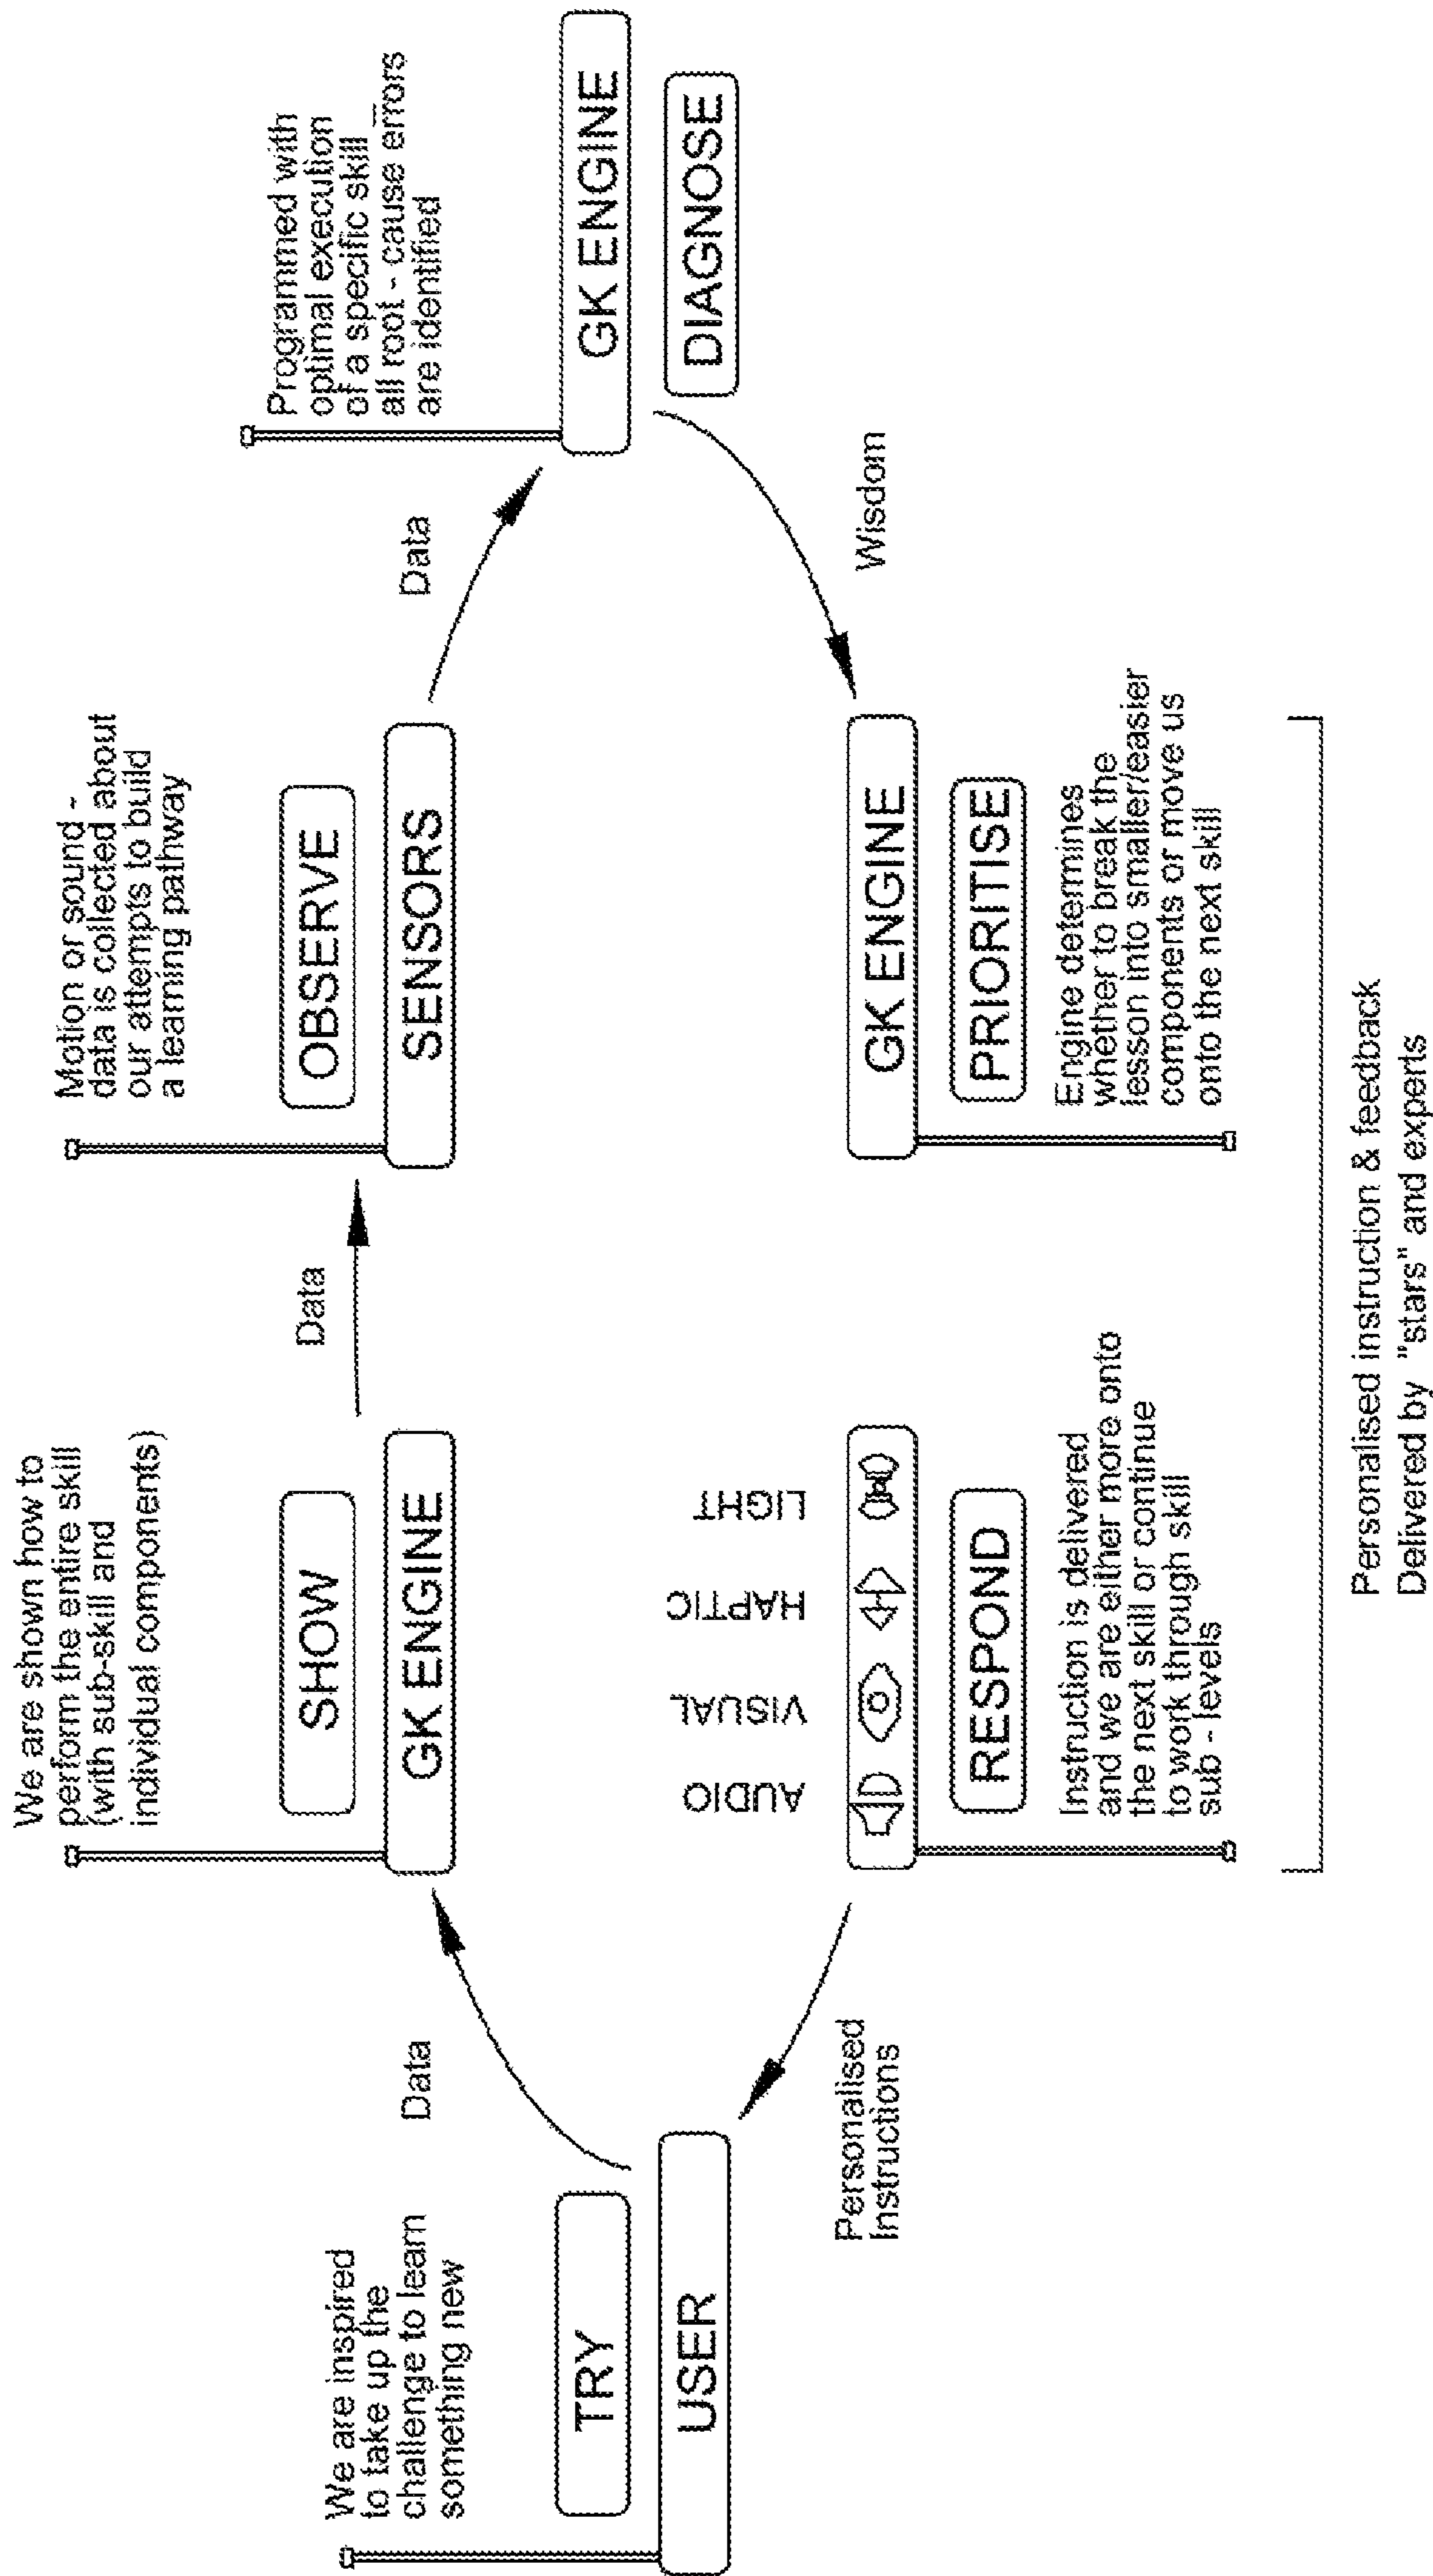 We are inspired
to take up the
challenge to learn
something new
TRY
USER
Data
We are shown how to
perform the entire skill
(with sub-skill and
individual components)
SHOW
GK ENGINE
Data
Motion or sound -
data is collected about
our attempts to build
a learning pathway
OBSERVE
SENSORS
Data
Programmed with
optimal execution
of a specific skill _
all root - cause errors
are identified
GK ENGINE
DIAGNOSE
Wisdom
GK ENGINE
PRIORITISE
Engine determines
whether to break the
lesson into smaller/easier
components or move us
onto the next skill
AUDIO
VISUAL
HAPTIC
LIGHT
RESPOND
Instruction is delivered
and we are either more onto
the next skill or continue
to work through skill
sub - levels
Personalised
Instructions
Personalised instruction & feedback
Delivered by "stars" and experts